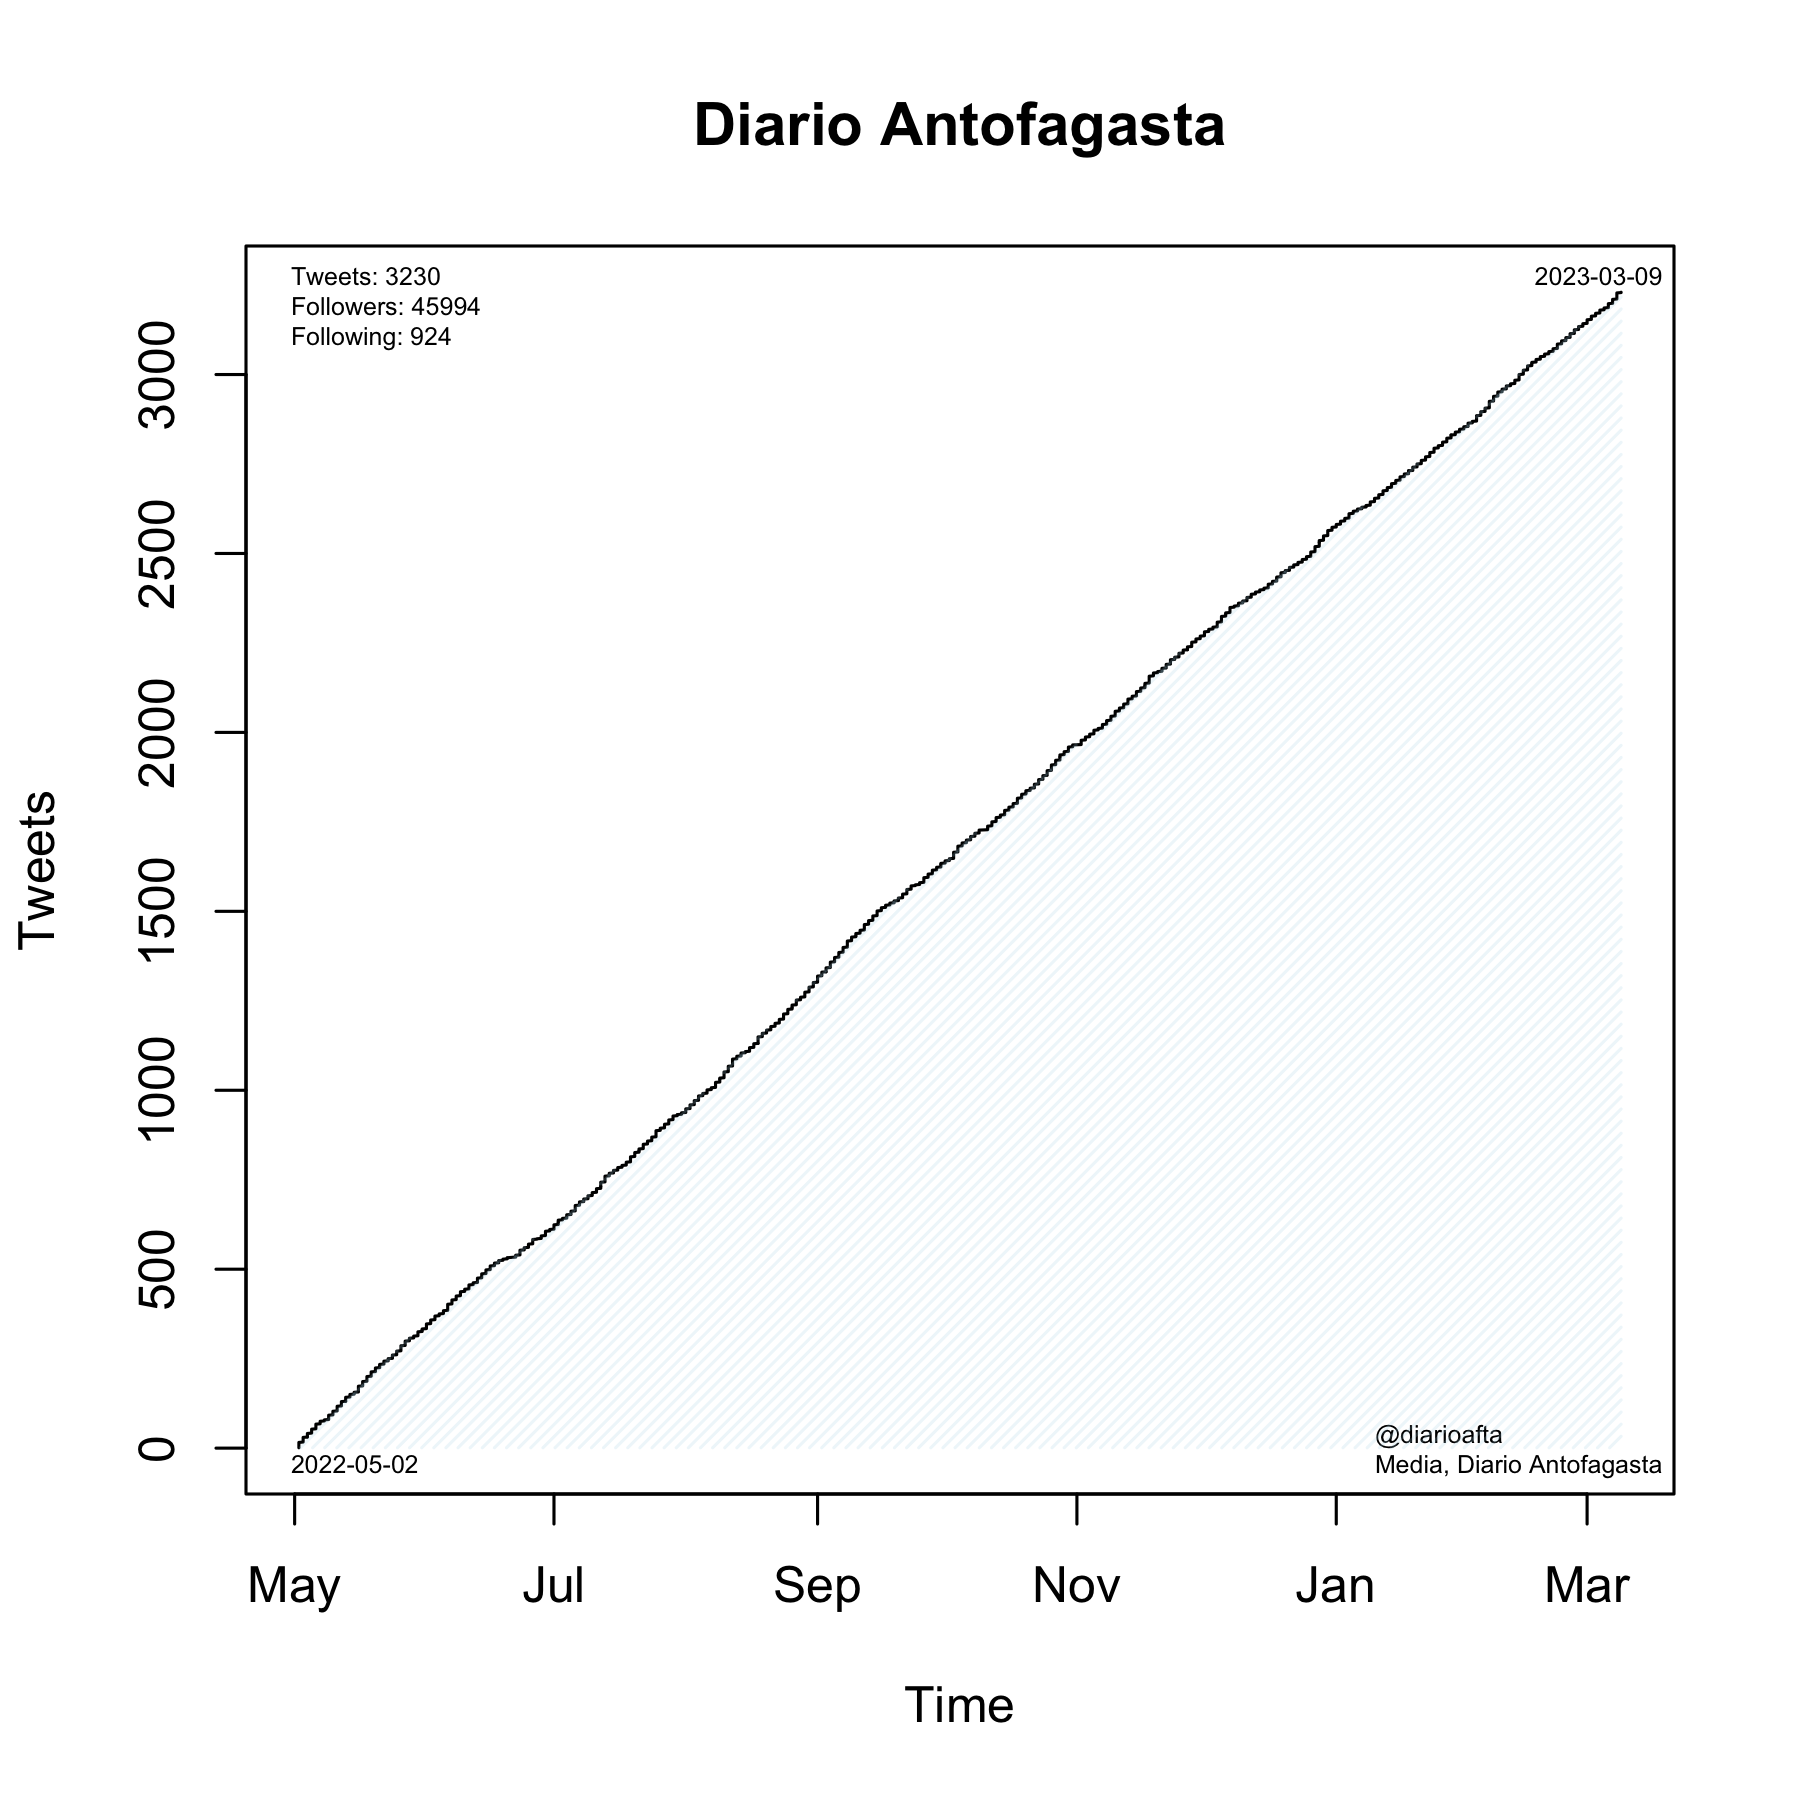 Diario Antofagasta
Tweets: 3230
Followers: 45994
Following: 924
2023-03-09
3000
2500
2000
1500
1000
500
0
Tweets
2022-05-02
@diarioafta
Media, Diario Antofagasta
May Jul Sep Nov Jan Mar
Time